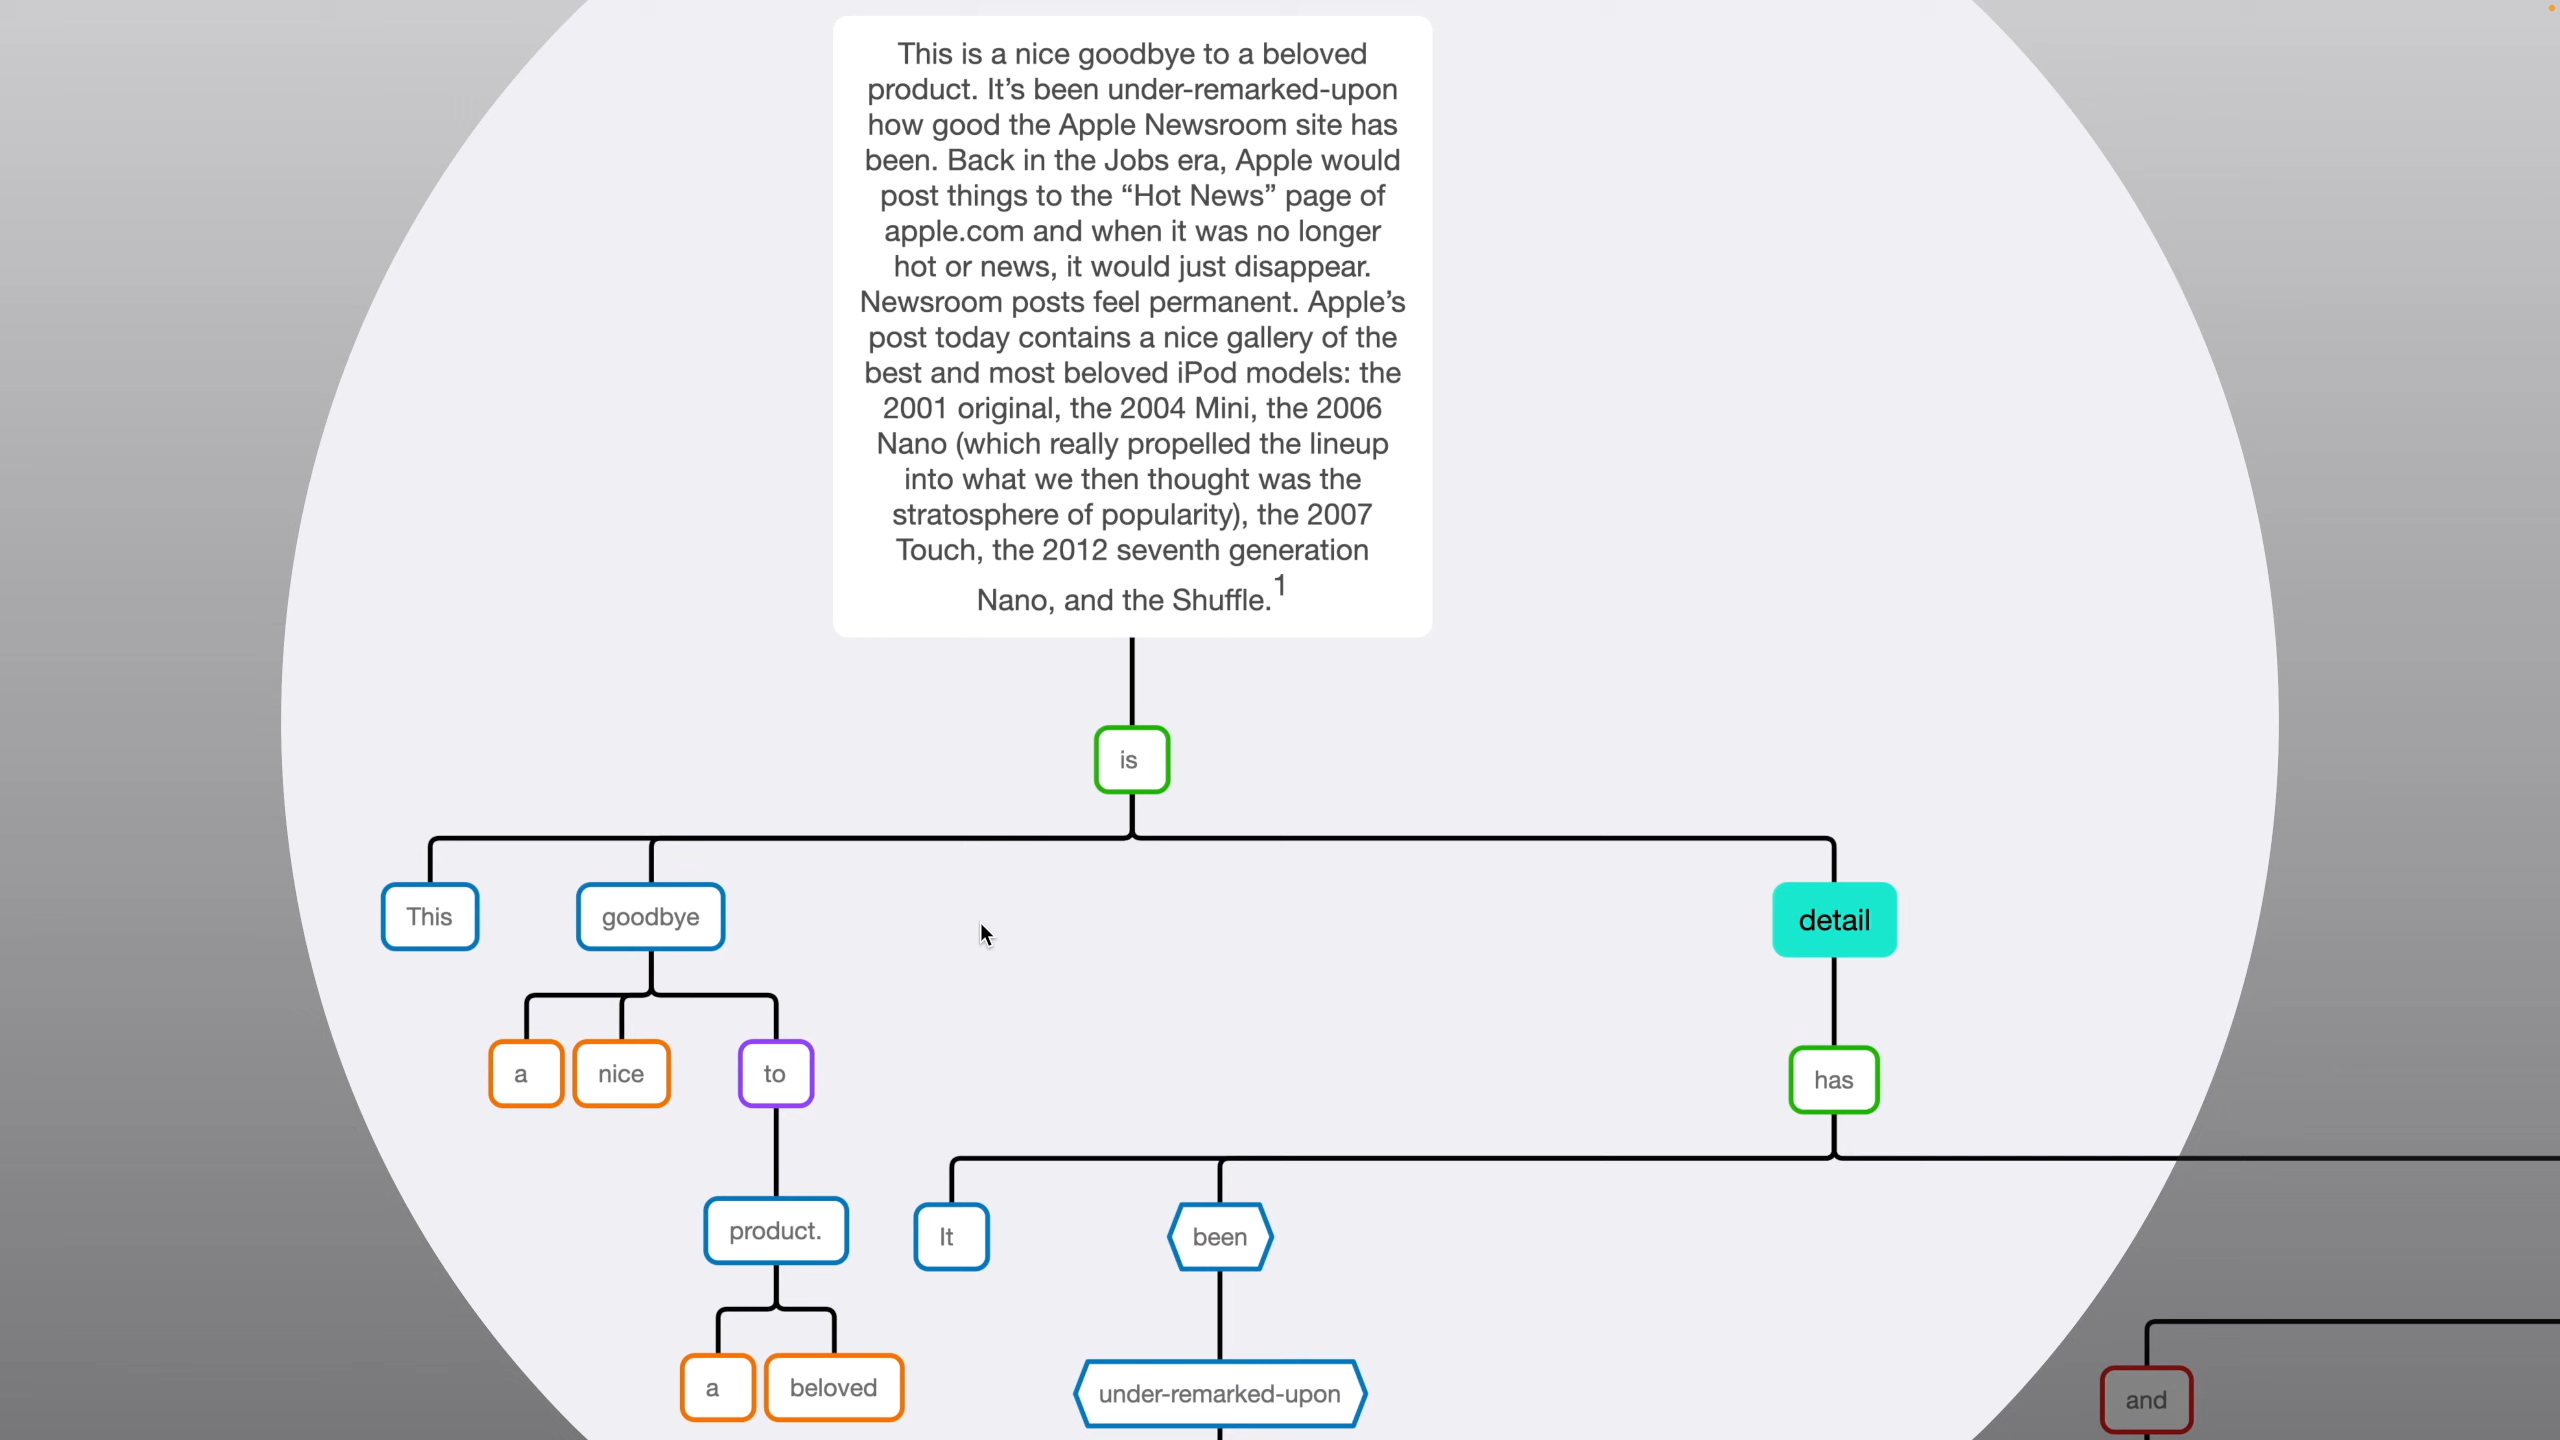 This is a nice goodbye to a beloved
product. It’s been under-remarked-upon
how good the Apple Newsroom site has
been. Back in the Jobs era, Apple would
post things to the “Hot News” page of
apple.com and when it was no longer
hot or news, it would just disappear.
Newsroom posts feel permanent. Apple’s
post today contains a nice gallery of the
best and most beloved iPod models: the
2001 original, the 2004 Mini, the 2006
Nano (which really propelled the lineup
into what we then thought was the
stratosphere of popularity), the 2007
Touch, the 2012 seventh generation
Nano, and the Shuffle.1
is
This
goodbye
detail
a
nice
to
has
product.
It
been
a
beloved
under-remarked-upon
and